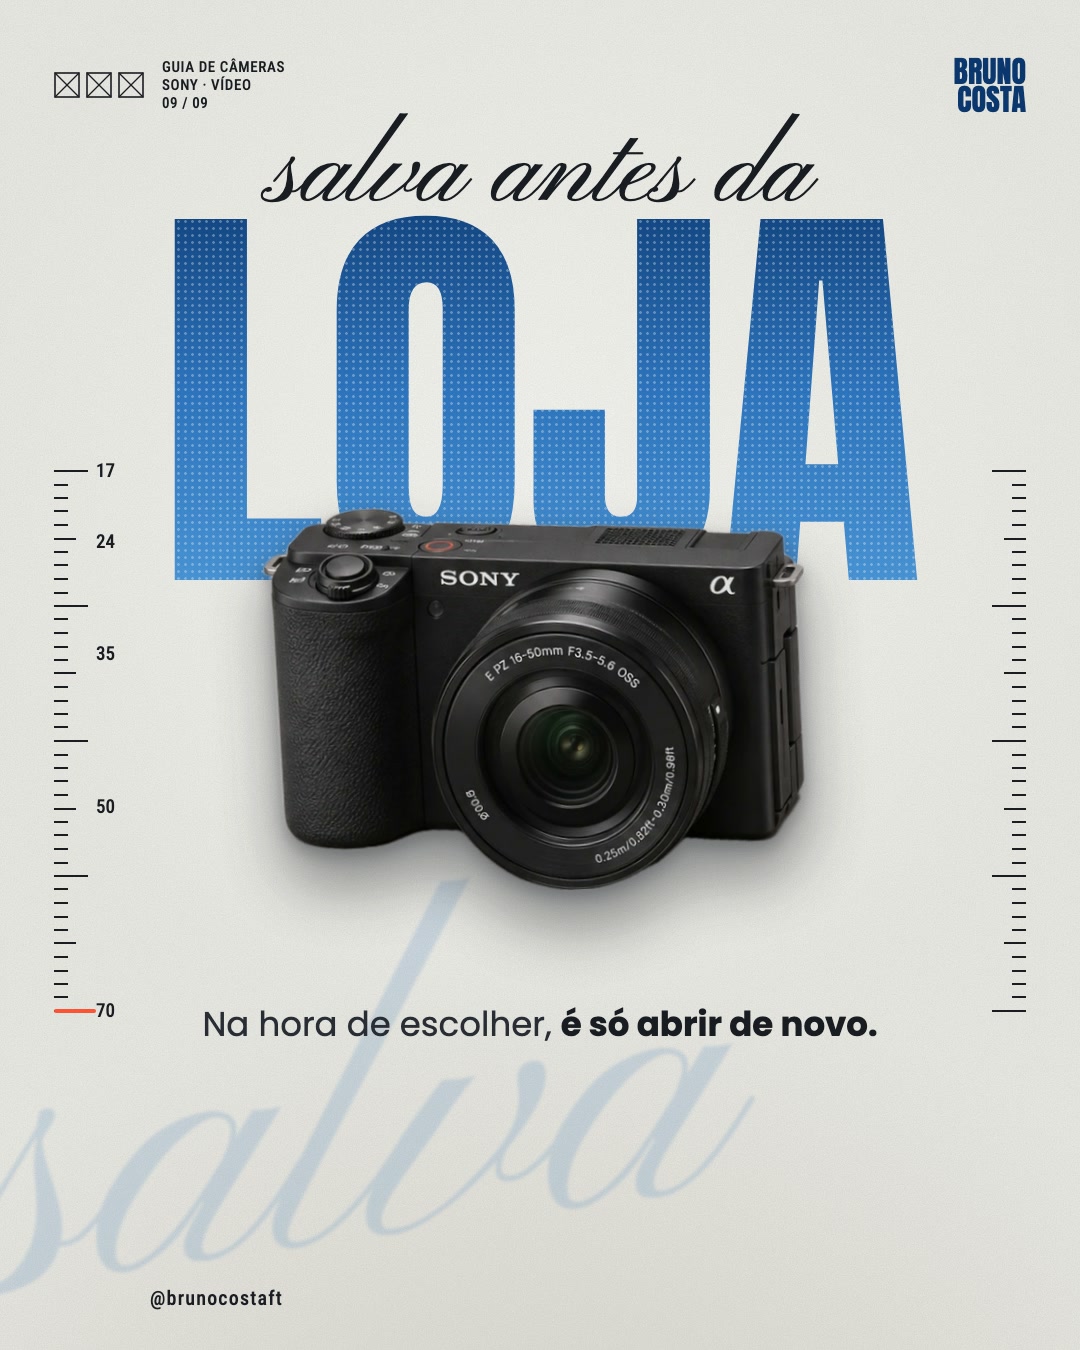 GUIA DE CÂMERAS
SONY · VÍDEO
09 / 09
BRUNO
COSTA
salva antes da
LOJA
17
24
35
50
70
SONY
α
E PZ 16-50mm F3.5-5.6 OSS
0.25m/0.82ft-0.30m/0.98ft
Na hora de escolher, é só abrir de novo.
salva
@brunocostaft